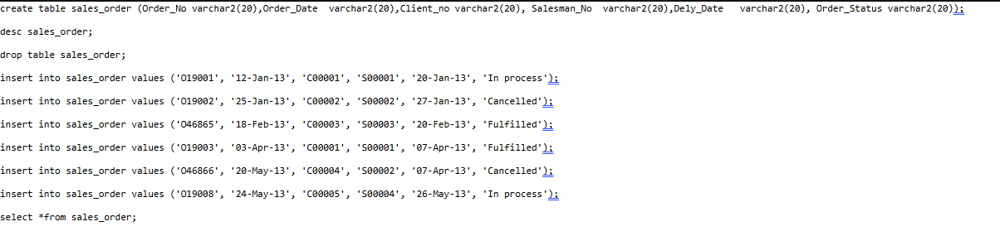 create table sales_order (Order_No varchar2(20),Order_Date  varchar2(20),Client_no varchar2(20), Salesman_No  varchar2(20),Dely_Date   varchar2(20), Order_Status varchar2(20));
desc sales_order;
drop table sales_order;
insert into sales_order values ('O19001', '12-Jan-13', 'C00001', 'S00001', '20-Jan-13', 'In process');
insert into sales_order values ('O19002', '25-Jan-13', 'C00002', 'S00002', '27-Jan-13', 'Cancelled');
insert into sales_order values ('O46865', '18-Feb-13', 'C00003', 'S00003', '20-Feb-13', 'Fulfilled');
insert into sales_order values ('O19003', '03-Apr-13', 'C00001', 'S00001', '07-Apr-13', 'Fulfilled');
insert into sales_order values ('O46866', '20-May-13', 'C00004', 'S00002', '07-Apr-13', 'Cancelled');
insert into sales_order values ('O19008', '24-May-13', 'C00005', 'S00004', '26-May-13', 'In process');
select *from sales_order;